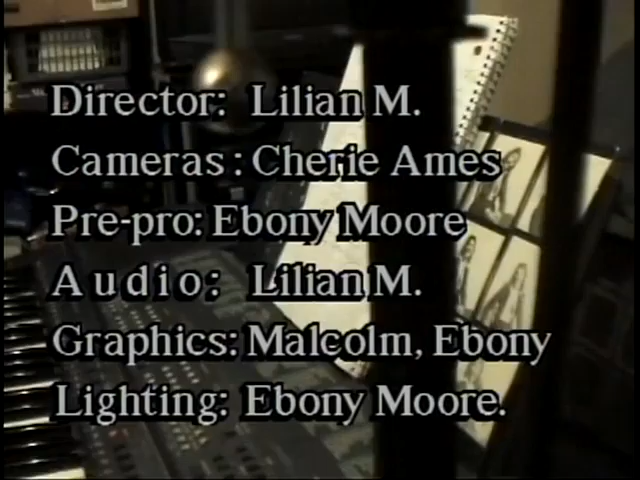 Director: Lilian M.
Cameras: Cherie Ames
Pre-pro: Ebony Moore
Audio: Lilian M.
Graphics: Malcolm, Ebony
Lighting: Ebony Moore.